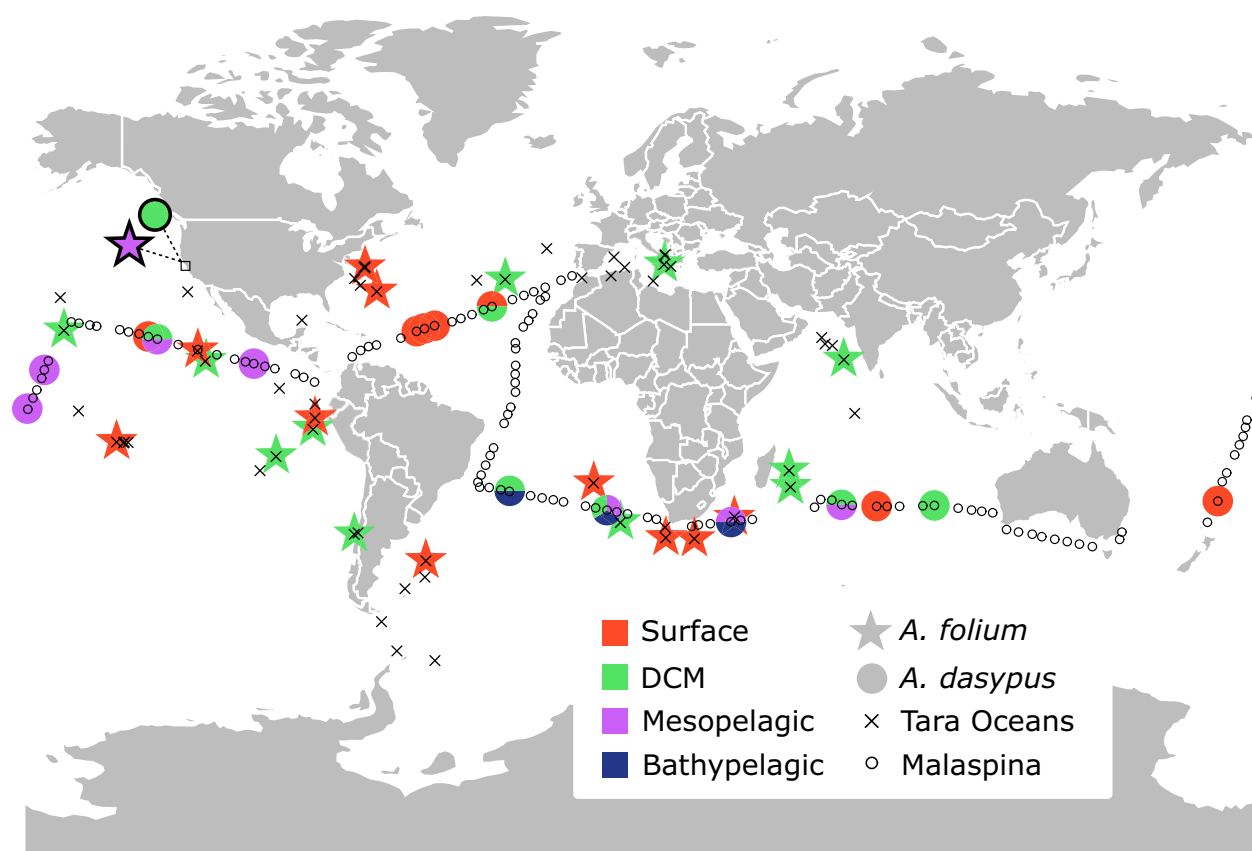 Surface
DCM
Mesopelagic
Bathypelagic
A. folium
A. dasypus
Tara Oceans
Malaspina